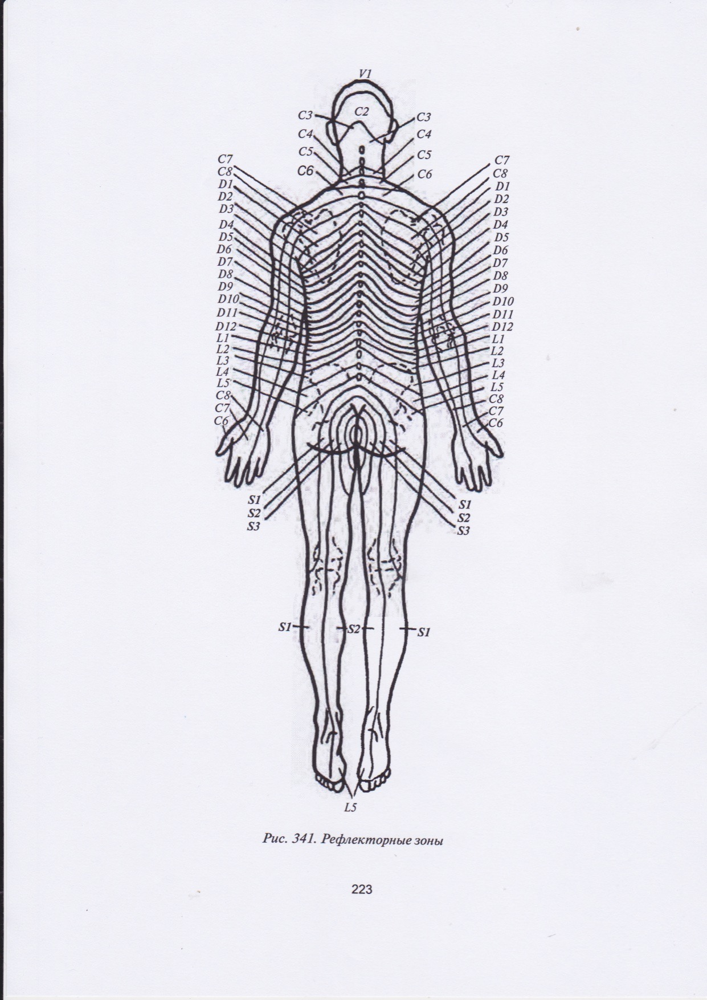 V1
C2
C3 C3
C4 C4
C5 C5
C6 C6
C7 C7
C8 C8
D1 D1
D2 D2
D3 D3
D4 D4
D5 D5
D6 D6
D7 D7
D8 D8
D9 D9
D10 D10
D11 D11
D12 D12
L1 L1
L2 L2
L3 L3
L4 L4
L5 L5
C8 C8
C7 C7
C6 C6
S1 S1
S2 S2
S3 S3
S1 S2 S1
L5
Рис. 341. Рефлекторные зоны
223